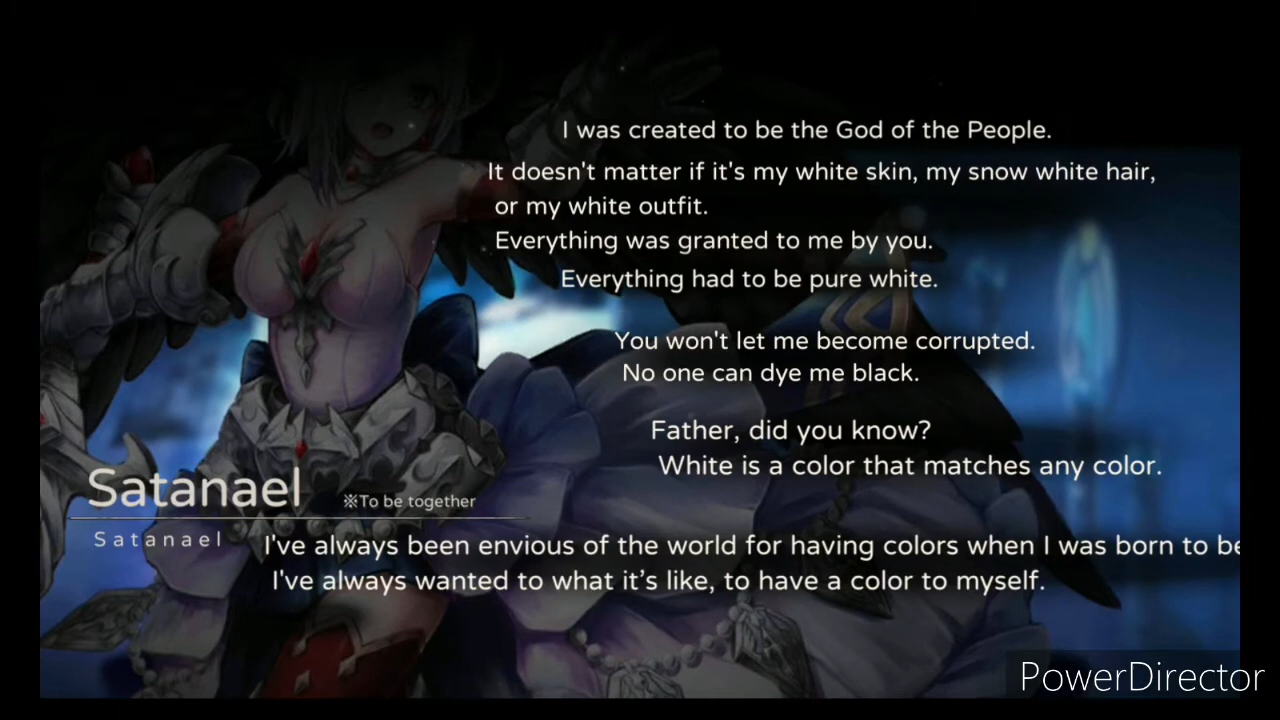 I was created to be the God of the People.
It doesn't matter if it's my white skin, my snow white hair,
or my white outfit.
Everything was granted to me by you.
Everything had to be pure white.
You won't let me become corrupted.
No one can dye me black.
Father, did you know?
White is a color that matches any color.
Satanael ※To be together
Satanael
I've always been envious of the world for having colors when I was born to be
I've always wanted to what it’s like, to have a color to myself.
PowerDirector